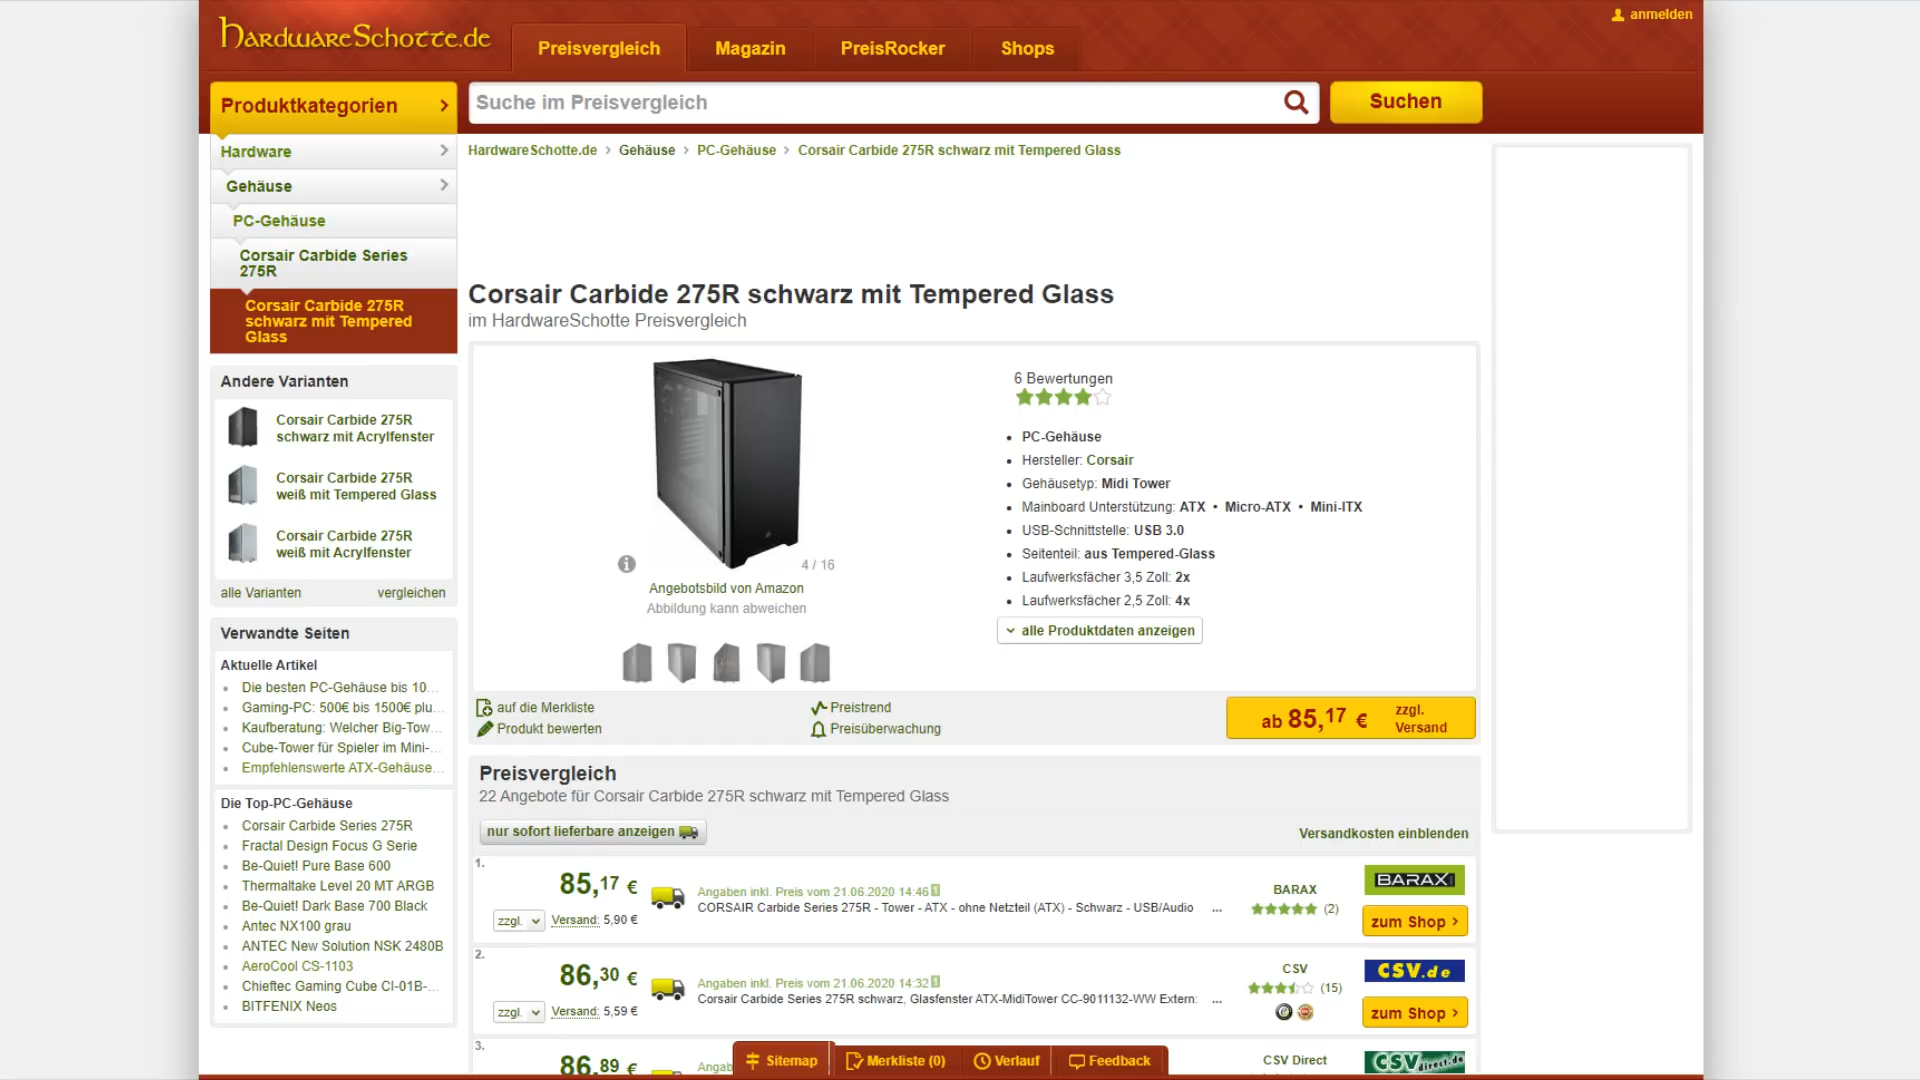 HardwareSchotte.de
Preisvergleich
Magazin
PreisRocker
Shops
anmelden
Produktkategorien
Suche im Preisvergleich
Suchen
Hardware
Gehäuse
PC-Gehäuse
Corsair Carbide Series
275R
Corsair Carbide 275R
schwarz mit Tempered
Glass
Andere Varianten
Corsair Carbide 275R
schwarz mit Acrylfenster
Corsair Carbide 275R
weiß mit Tempered Glass
Corsair Carbide 275R
weiß mit Acrylfenster
alle Varianten vergleichen
Verwandte Seiten
Aktuelle Artikel
Die besten PC-Gehäuse bis 10...
Gaming-PC: 500€ bis 1500€ plu...
Kaufberatung: Welcher Big-Tow...
Cube-Tower für Spieler im Mini-...
Empfehlenswerte ATX-Gehäuse...
Die Top-PC-Gehäuse
Corsair Carbide Series 275R
Fractal Design Focus G Serie
Be-Quiet! Pure Base 600
Thermaltake Level 20 MT ARGB
Be-Quiet! Dark Base 700 Black
Antec NX100 grau
ANTEC New Solution NSK 2480B
AeroCool CS-1103
Chieftec Gaming Cube CI-01B-...
BITFENIX Neos
HardwareSchotte.de › Gehäuse › PC-Gehäuse › Corsair Carbide 275R schwarz mit Tempered Glass
Corsair Carbide 275R schwarz mit Tempered Glass
im HardwareSchotte Preisvergleich
4 / 16
Angebotsbild von Amazon
Abbildung kann abweichen
6 Bewertungen
• PC-Gehäuse
• Hersteller: Corsair
• Gehäusetyp: Midi Tower
• Mainboard Unterstützung: ATX • Micro-ATX • Mini-ITX
• USB-Schnittstelle: USB 3.0
• Seitenteil: aus Tempered-Glass
• Laufwerksfächer 3,5 Zoll: 2x
• Laufwerksfächer 2,5 Zoll: 4x
alle Produktdaten anzeigen
auf die Merkliste
Produkt bewerten
Preistrend
Preisüberwachung
ab 85,17 € zzgl. Versand
Preisvergleich
22 Angebote für Corsair Carbide 275R schwarz mit Tempered Glass
nur sofort lieferbare anzeigen
Versandkosten einblenden
1.
85,17 €
zzgl. Versand: 5,90 €
Angaben inkl. Preis vom 21.06.2020 14:46
CORSAIR Carbide Series 275R - Tower - ATX - ohne Netzteil (ATX) - Schwarz - USB/Audio ...
BARAX
(2)
BARAX
zum Shop ›
2.
86,30 €
zzgl. Versand: 5,59 €
Angaben inkl. Preis vom 21.06.2020 14:32
Corsair Carbide Series 275R schwarz, Glasfenster ATX-MidiTower CC-9011132-WW Extern: ...
CSV
(15)
CSV.de
zum Shop ›
3.
86,89 €
Angab
CSV Direct
CSVdirect.de
Sitemap
Merkliste (0)
Verlauf
Feedback